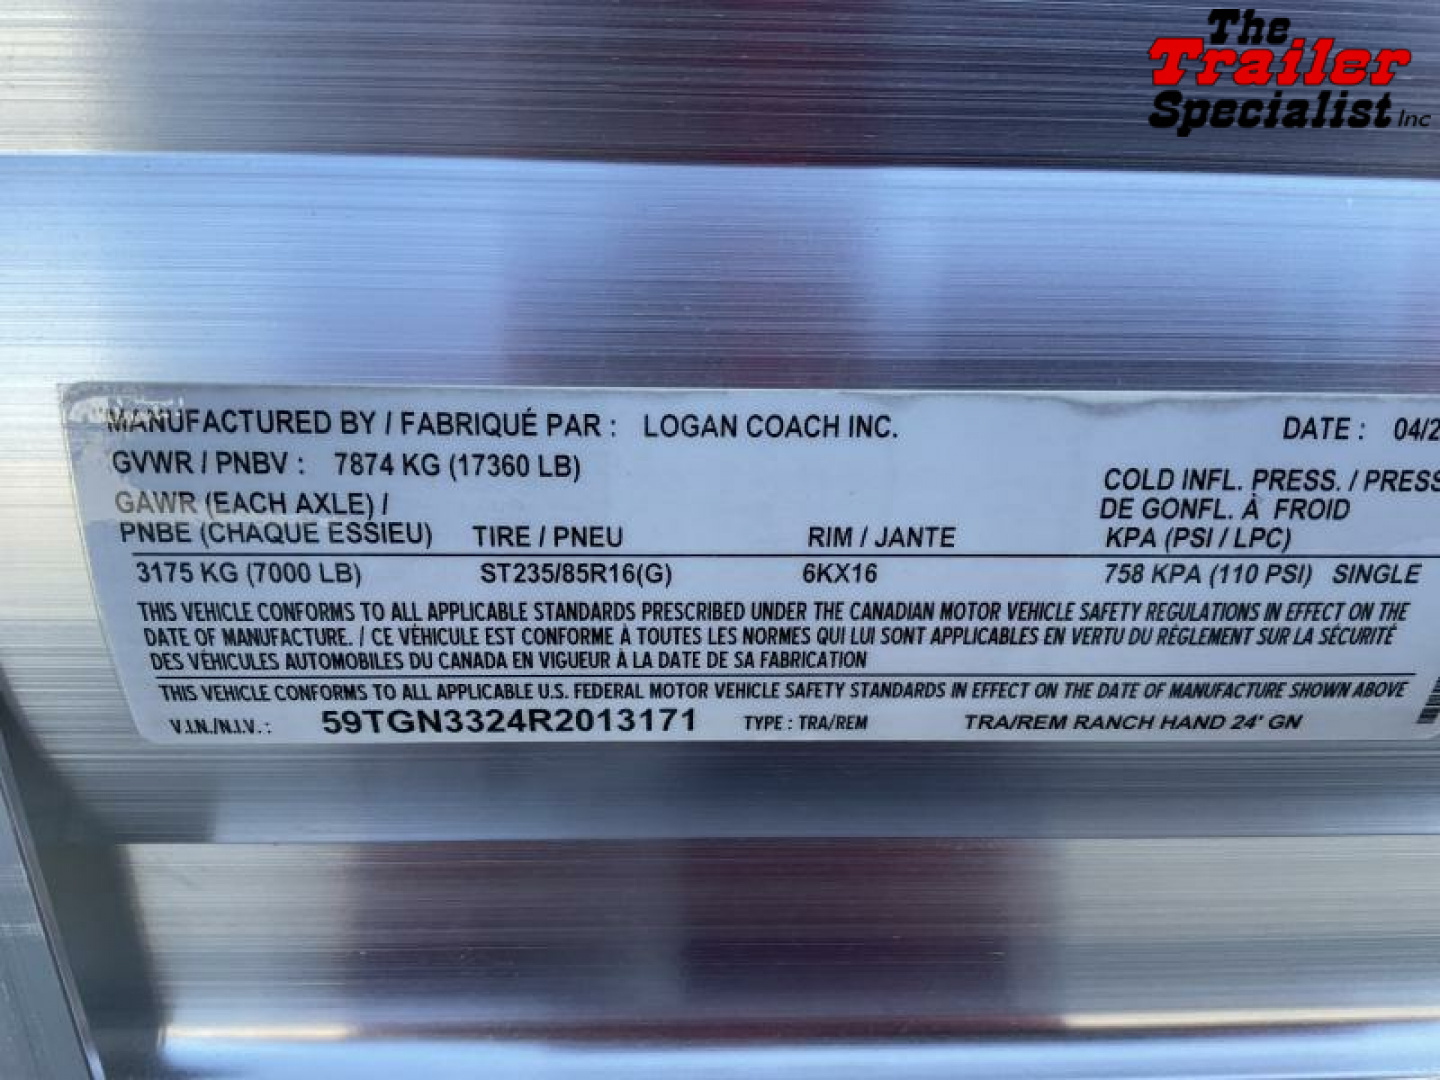 The
Trailer
Specialist Inc
MANUFACTURED BY / FABRIQUÉ PAR : LOGAN COACH INC. DATE : 04/2
GVWR / PNBV : 7874 KG (17360 LB)
COLD INFL. PRESS. / PRESS
GAWR (EACH AXLE) / DE GONFL. À FROID
PNBE (CHAQUE ESSIEU) TIRE / PNEU RIM / JANTE KPA (PSI / LPC)
3175 KG (7000 LB) ST235/85R16(G) 6KX16 758 KPA (110 PSI) SINGLE
THIS VEHICLE CONFORMS TO ALL APPLICABLE STANDARDS PRESCRIBED UNDER THE CANADIAN MOTOR VEHICLE SAFETY REGULATIONS IN EFFECT ON THE
DATE OF MANUFACTURE. / CE VÉHICULE EST CONFORME À TOUTES LES NORMES QUI LUI SONT APPLICABLES EN VERTU DU RÉGLEMENT SUR LA SÉCURITÉ
DES VÉHICULES AUTOMOBILES DU CANADA EN VIGUEUR À LA DATE DE SA FABRICATION
THIS VEHICLE CONFORMS TO ALL APPLICABLE U.S. FEDERAL MOTOR VEHICLE SAFETY STANDARDS IN EFFECT ON THE DATE OF MANUFACTURE SHOWN ABOVE
V.I.N./N.I.V. : 59TGN3324R2013171 TYPE : TRA/REM TRA/REM RANCH HAND 24' GN